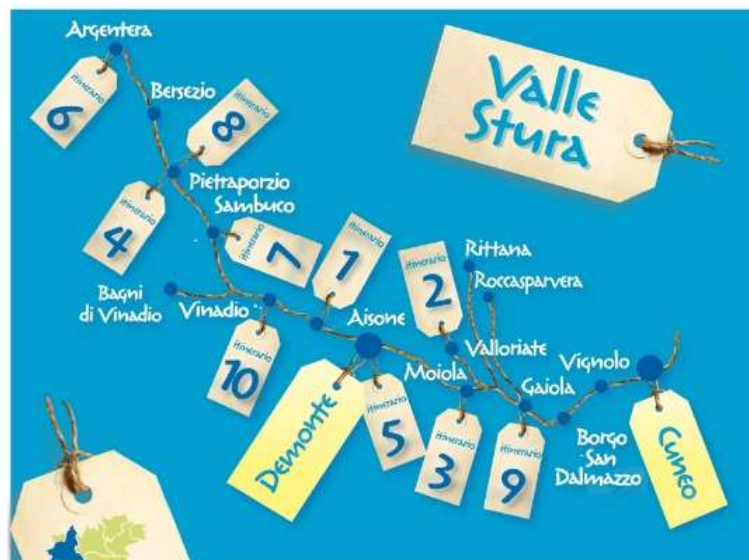 Argentera
itinerario
6
Bersezio
itinerario
8
Valle
Stura
Pietraporzio
Sambuco
itinerario
4
itinerario
7
itinerario
1
itinerario
2
Rittana
Roccasparvera
Bagni
di Vinadio
Vinadio
itinerario
10
Aisone
Valloriate
Moiola
Gaiola
Vignolo
Demonte
itinerario
5
itinerario
3
itinerario
9
Borgo
San
Dalmazzo
Cuneo